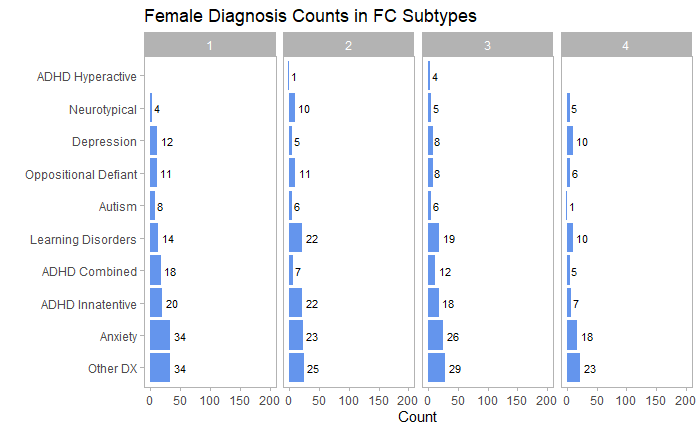 Female Diagnosis Counts in FC Subtypes
1 2 3 4
ADHD Hyperactive 1 4
Neurotypical 4 10 5 5
Depression 12 5 8 10
Oppositional Defiant 11 11 8 6
Autism 8 6 6 1
Learning Disorders 14 22 19 10
ADHD Combined 18 7 12 5
ADHD Innatentive 20 22 18 7
Anxiety 34 23 26 18
Other DX 34 25 29 23
0 50 100 150 200 0 50 100 150 200 0 50 100 150 200 0 50 100 150 200
Count